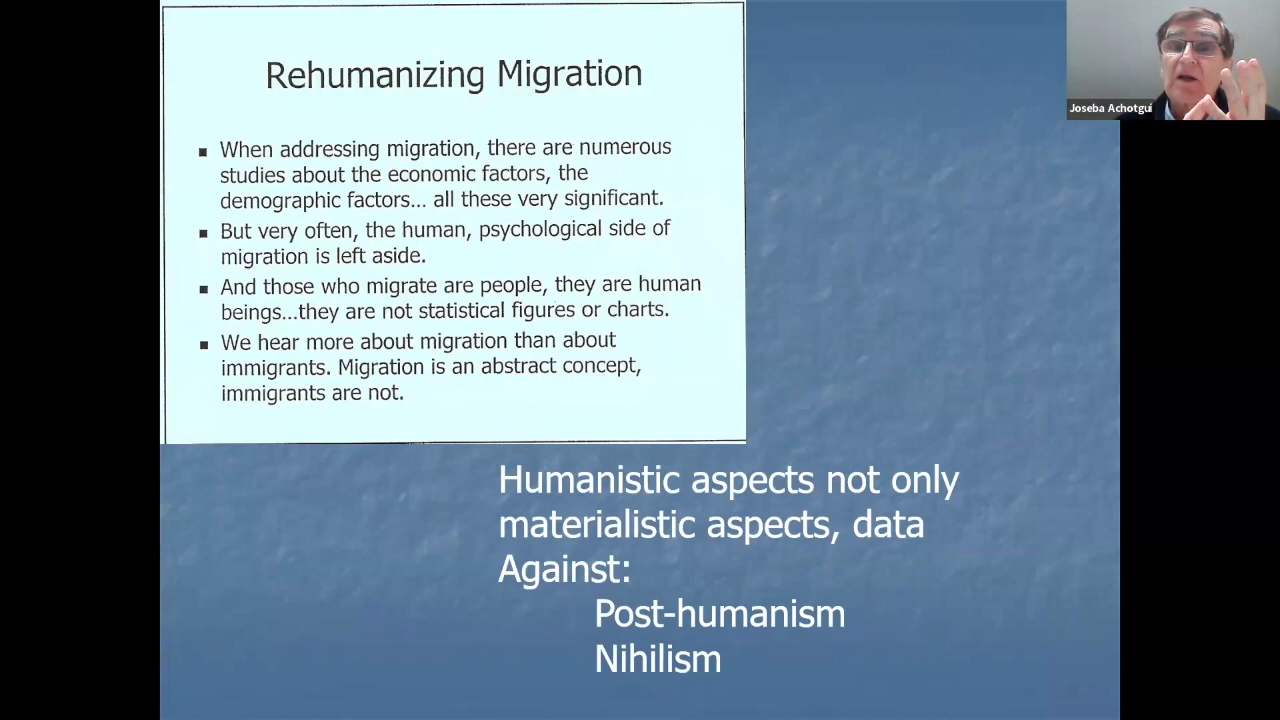 Rehumanizing Migration
▪ When addressing migration, there are numerous
studies about the economic factors, the
demographic factors... all these very significant.
▪ But very often, the human, psychological side of
migration is left aside.
▪ And those who migrate are people, they are human
beings...they are not statistical figures or charts.
▪ We hear more about migration than about
immigrants. Migration is an abstract concept,
immigrants are not.
Joseba Achotgui
Humanistic aspects not only
materialistic aspects, data
Against:
Post-humanism
Nihilism